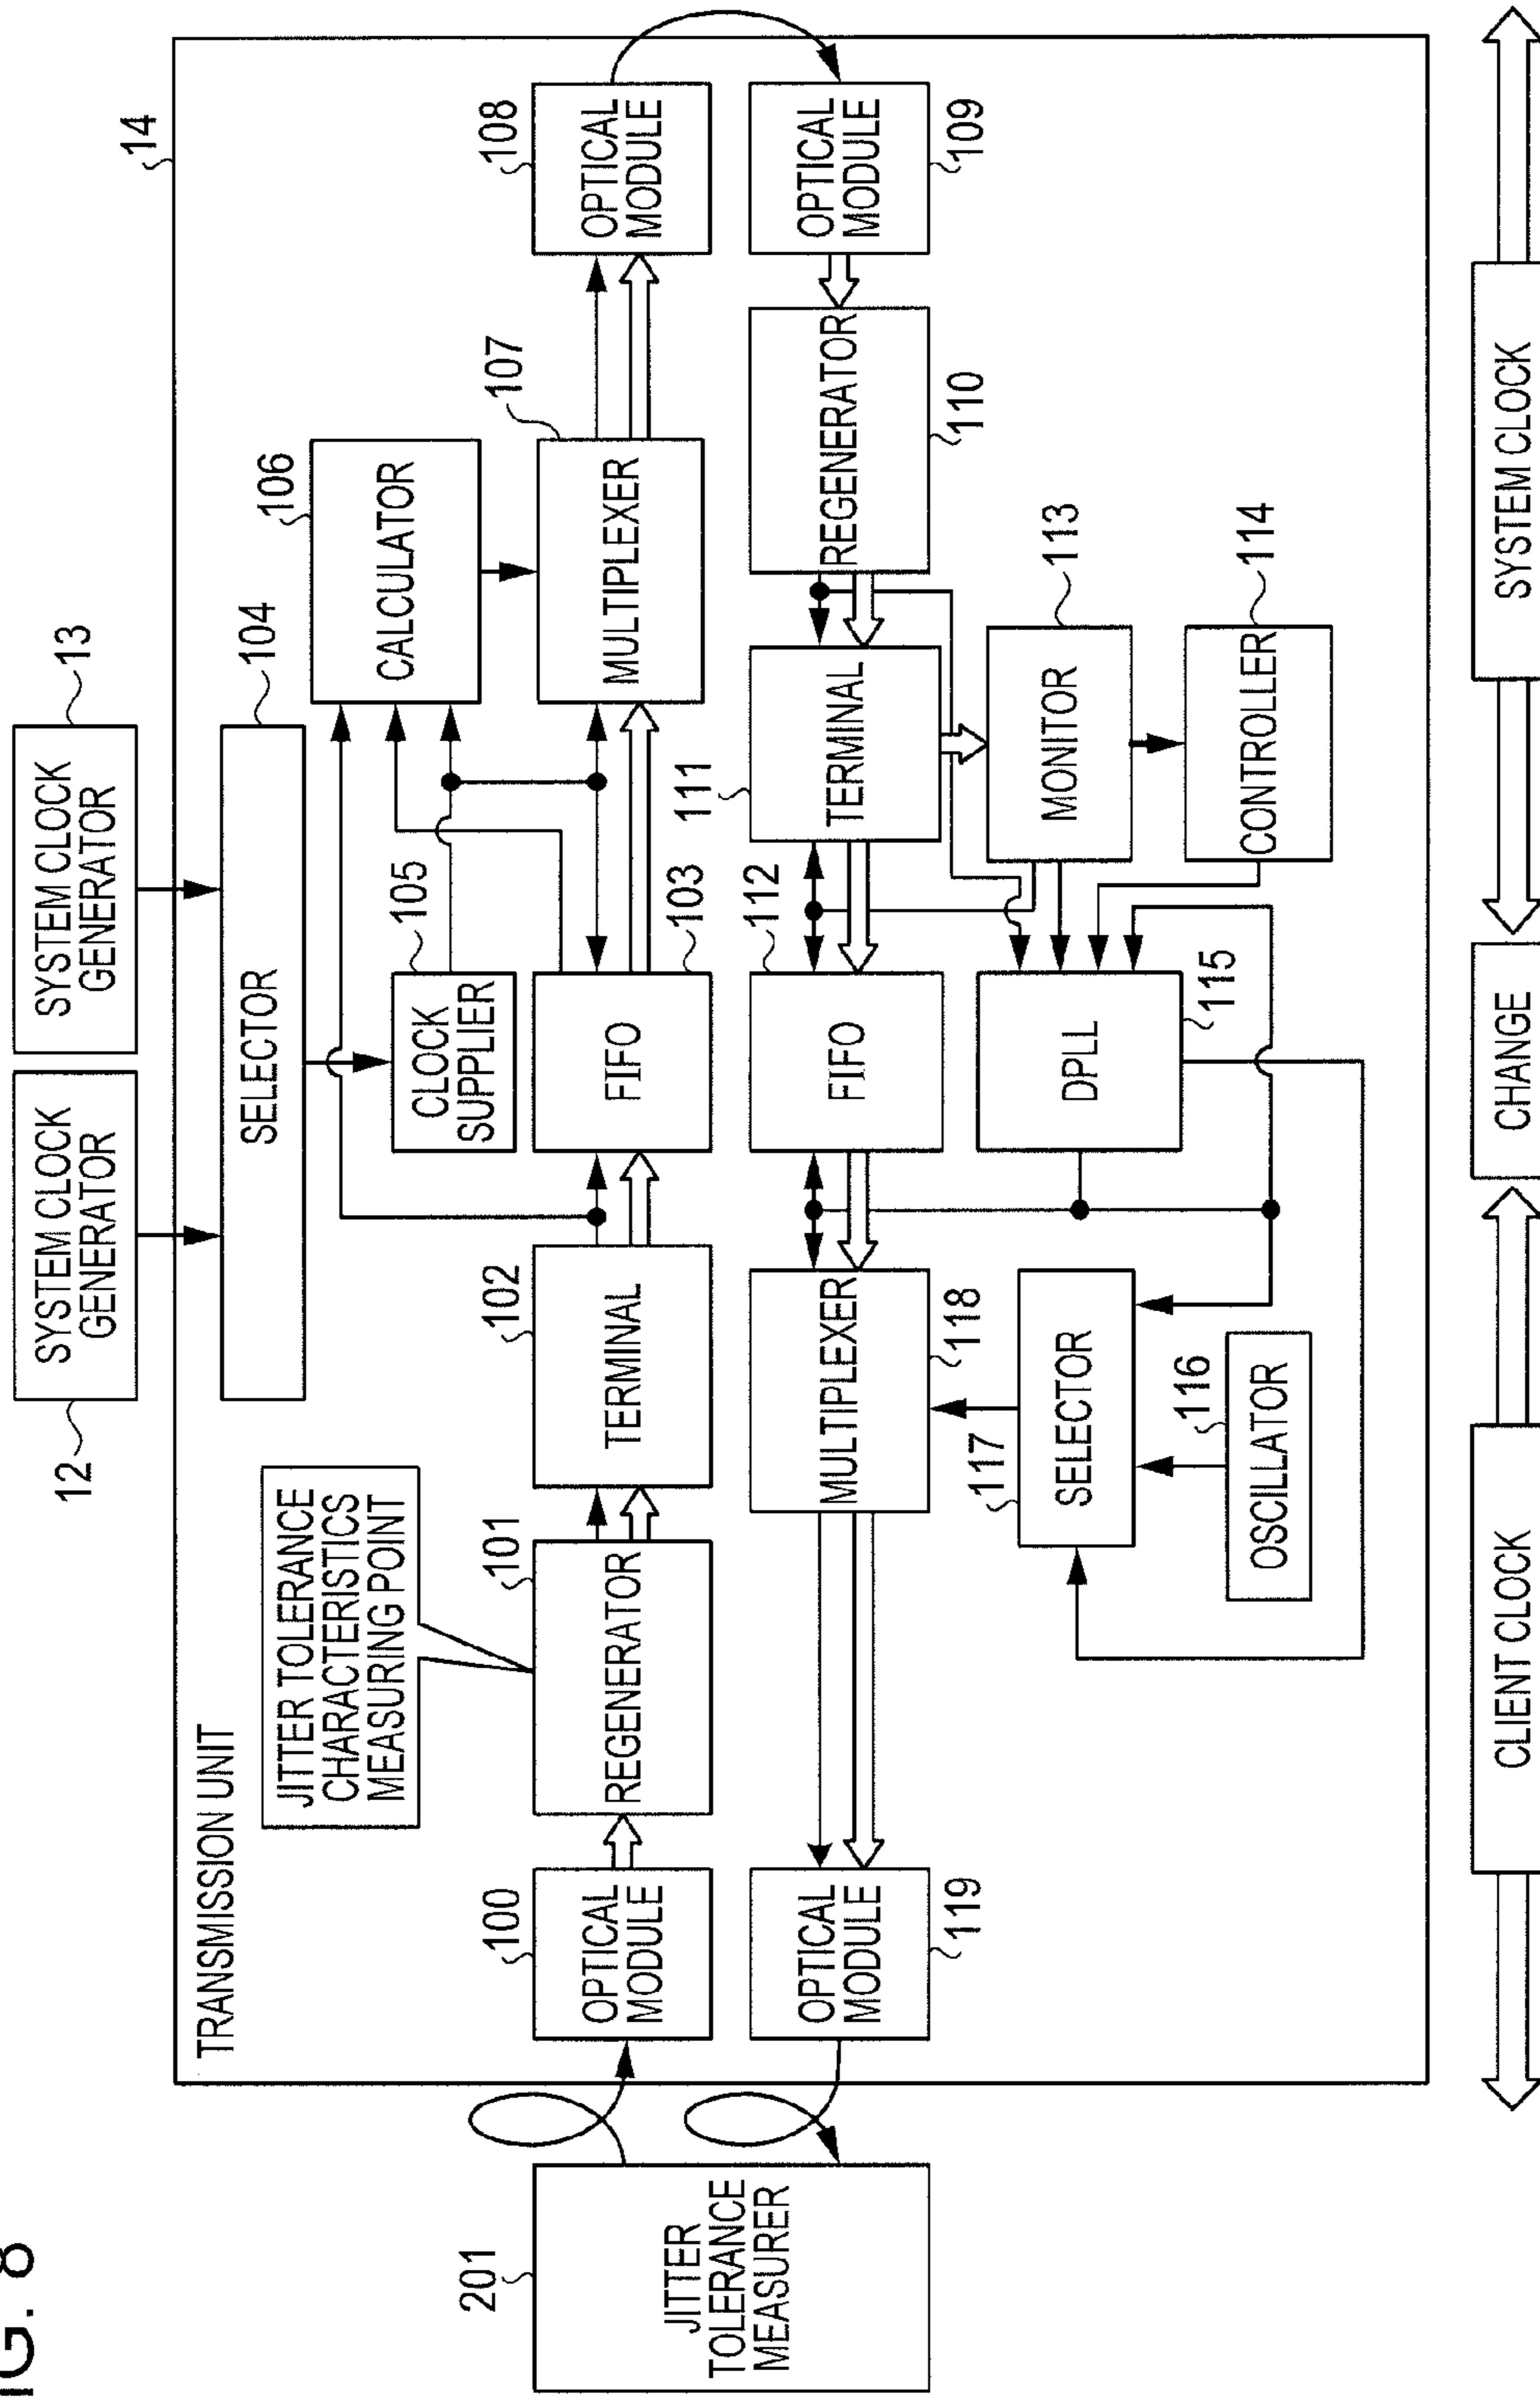 FIG. 8
12
SYSTEM CLOCK
GENERATOR
SYSTEM CLOCK
GENERATOR
13
14
TRANSMISSION UNIT
SELECTOR
104
JITTER TOLERANCE
CHARACTERISTICS
MEASURING POINT
CLOCK
SUPPLIER
105
CALCULATOR
106
201
JITTER
TOLERANCE
MEASURER
100
OPTICAL
MODULE
101
REGENERATOR
102
TERMINAL
FIFO
103
MULTIPLEXER
107
108
OPTICAL
MODULE
OPTICAL
MODULE
119
MULTIPLEXER
118
FIFO
112
TERMINAL
111
REGENERATOR
110
OPTICAL
MODULE
109
117
SELECTOR
116
OSCILLATOR
DPLL
115
MONITOR
113
CONTROLLER
114
CLIENT CLOCK
CHANGE
SYSTEM CLOCK